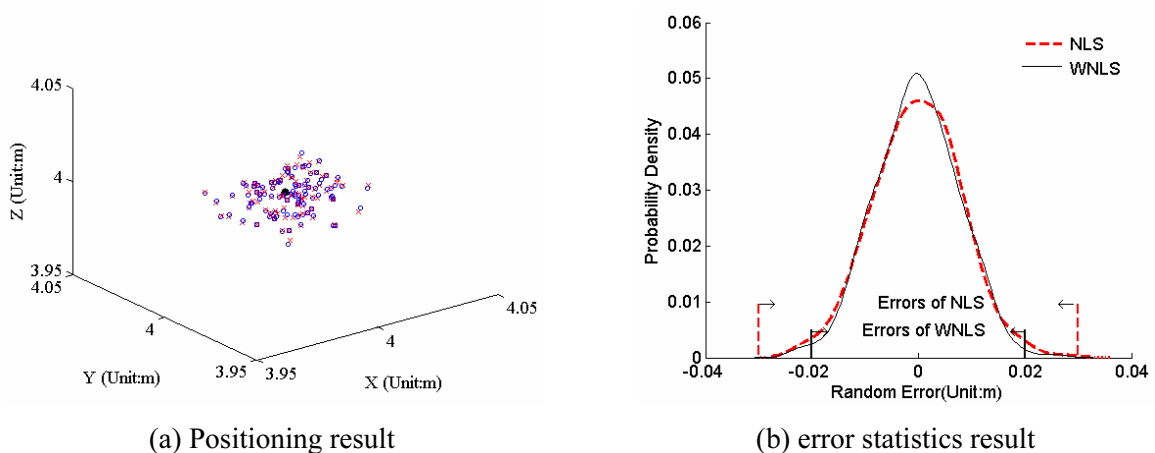 4.05
4
3.95
4.05
4
3.95
3.95
4
4.05
Z (Unit:m)
Y (Unit:m)
X (Unit:m)
(a) Positioning result
0.06
0.05
0.04
0.03
0.02
0.01
0
-0.04
-0.02
0
0.02
0.04
Probability Density
NLS
WNLS
Errors of NLS
Errors of WNLS
Random Error(Unit:m)
(b) error statistics result